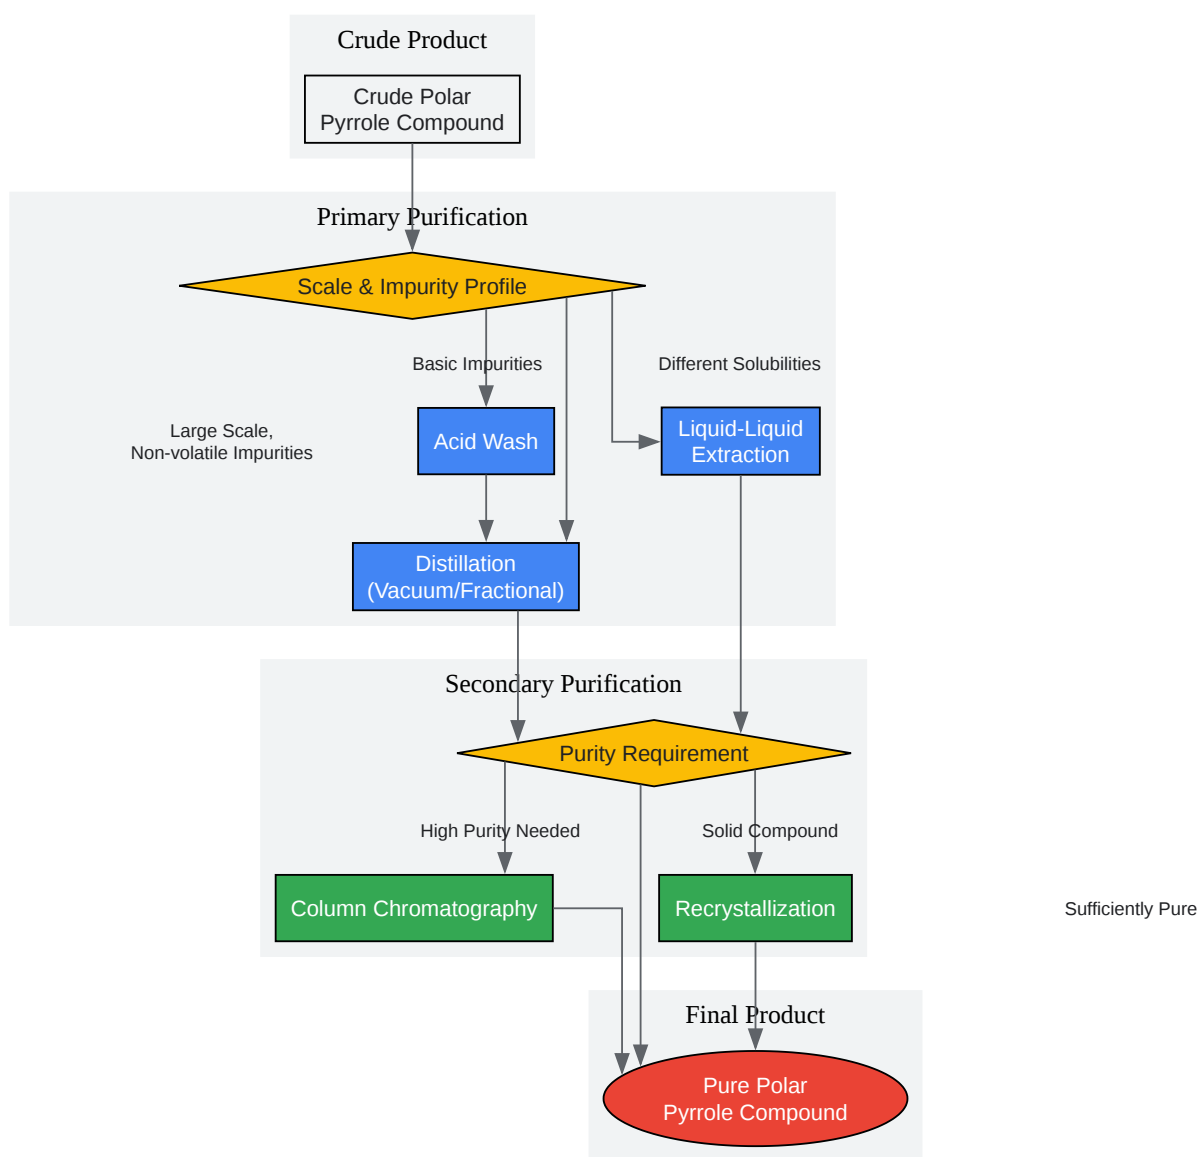 Crude Product
Crude Polar
Pyrrole Compound
Primary Purification
Scale & Impurity Profile
Basic Impurities
Different Solubilities
Large Scale,
Non-volatile Impurities
Acid Wash
Liquid-Liquid
Extraction
Distillation
(Vacuum/Fractional)
Secondary Purification
Purity Requirement
High Purity Needed
Solid Compound
Column Chromatography
Recrystallization
Sufficiently Pure
Final Product
Pure Polar
Pyrrole Compound